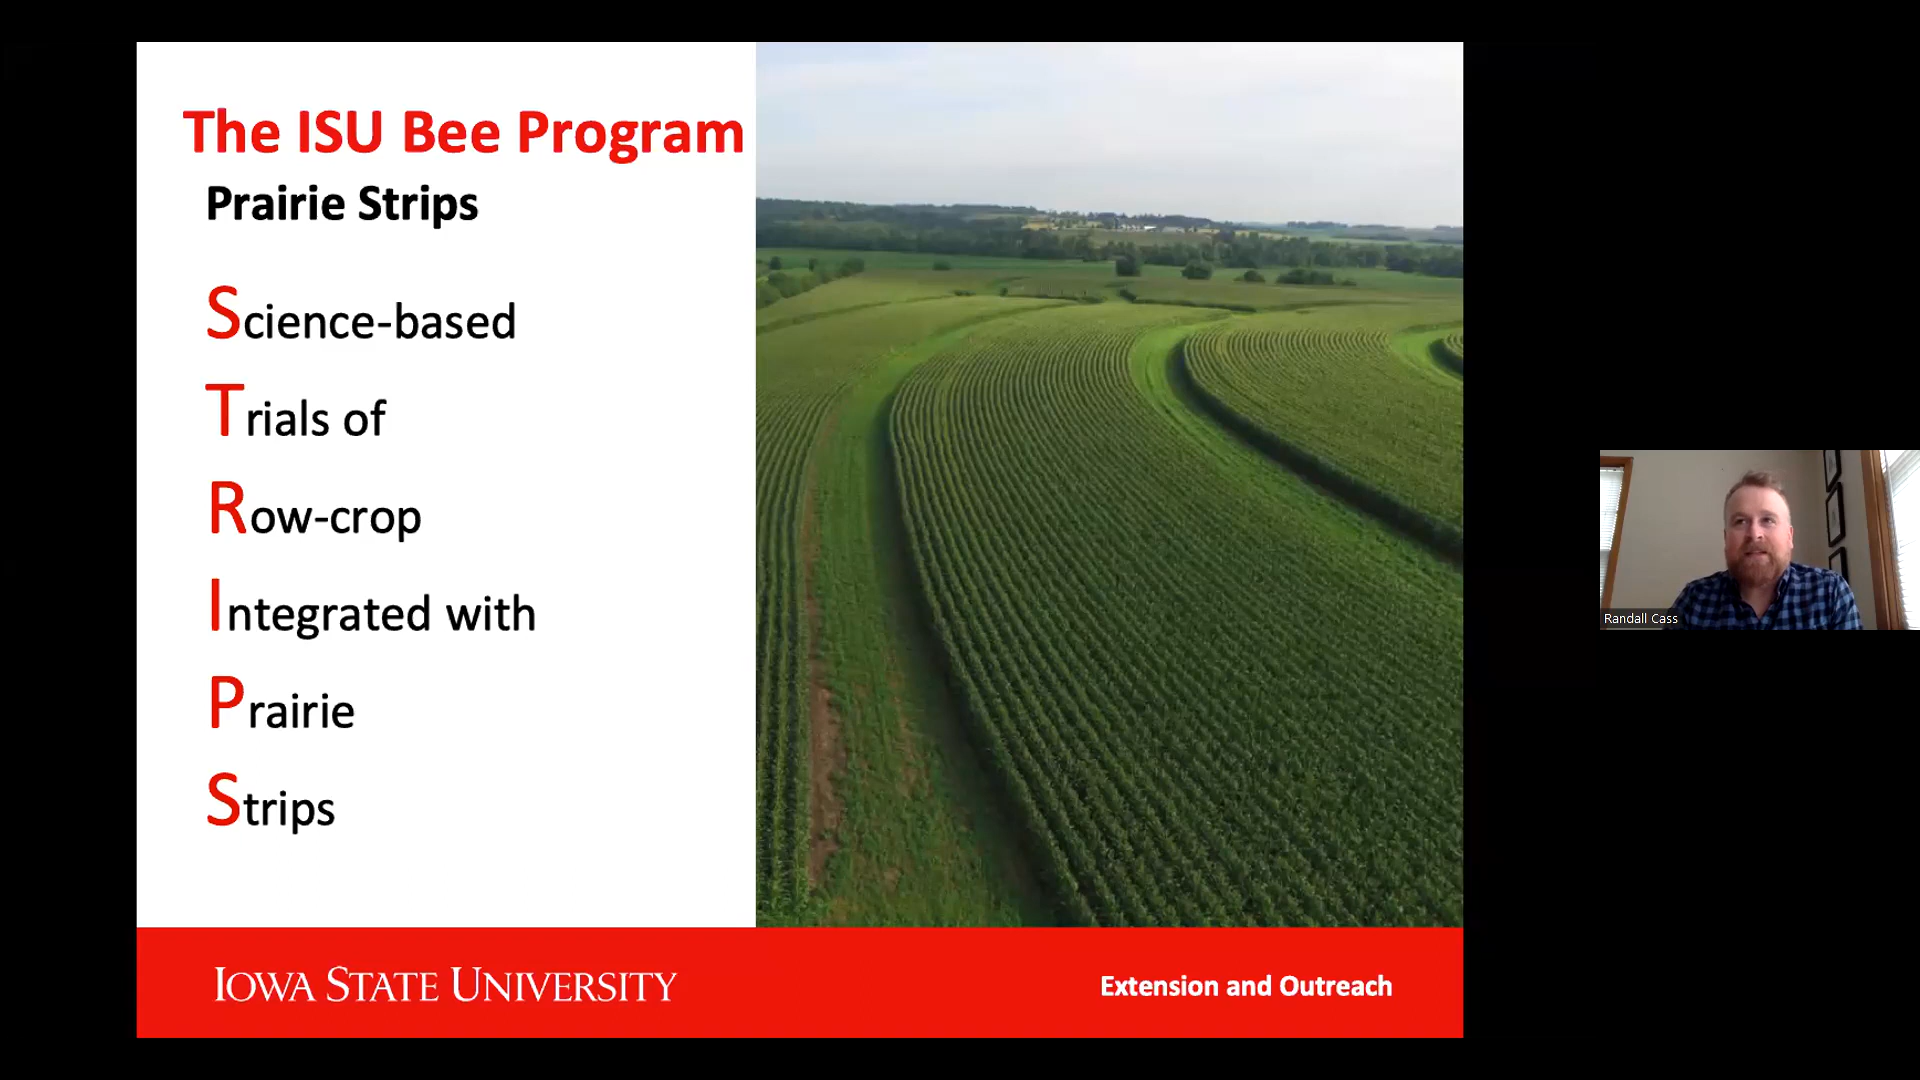 The ISU Bee Program
Prairie Strips
Science-based
Trials of
Row-crop
Integrated with
Prairie
Strips
IOWA STATE UNIVERSITY
Extension and Outreach
Randall Cass